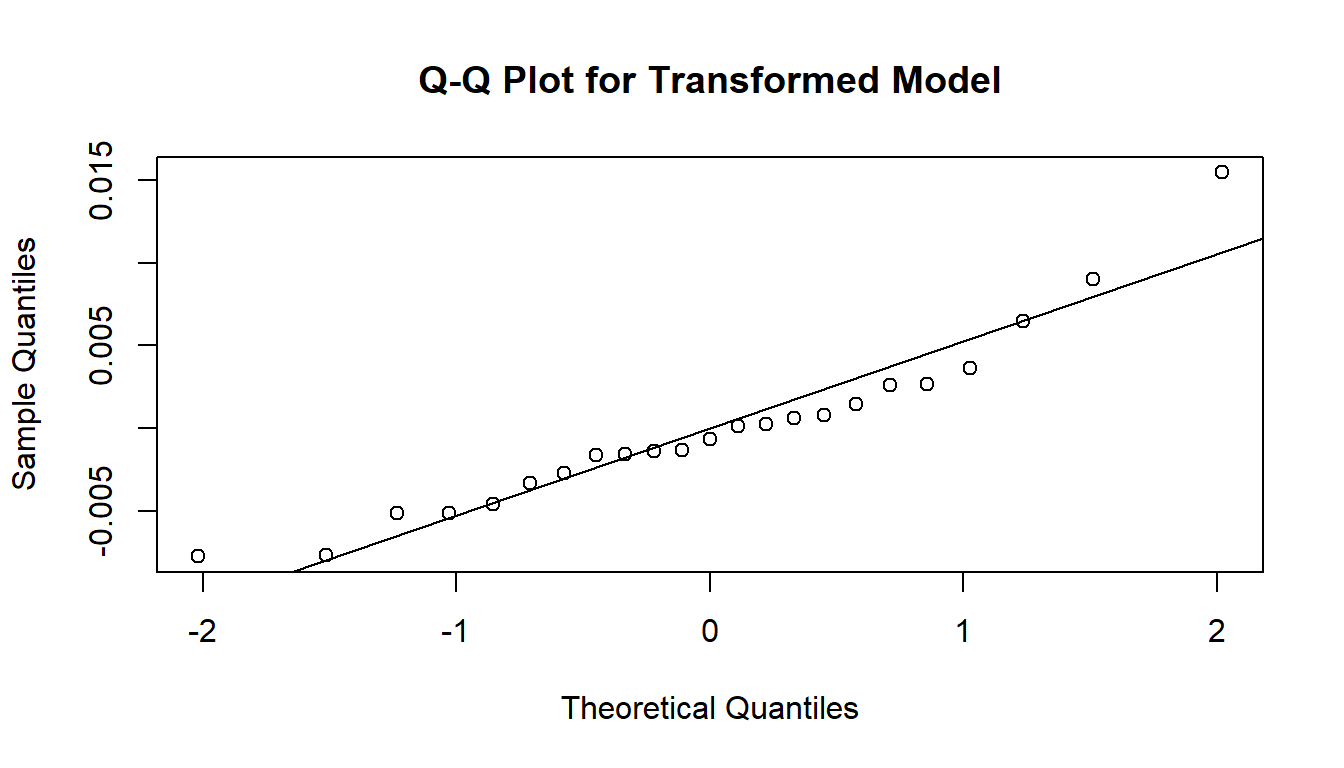 Q-Q Plot for Transformed Model
0.015
0.005
-0.005
Sample Quantiles
-2
-1
0
1
2
Theoretical Quantiles